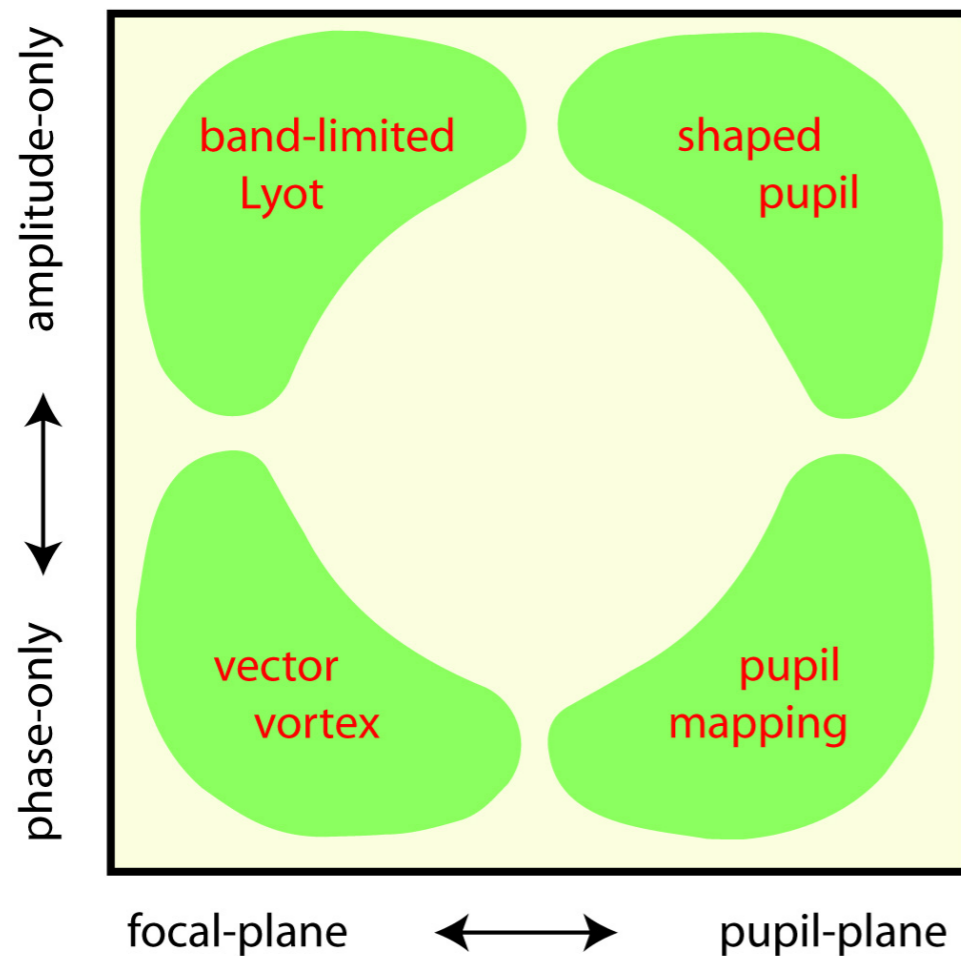 amplitude-only
band-limited
Lyot
shaped
pupil
phase-only
vector
vortex
pupil
mapping
focal-plane
pupil-plane